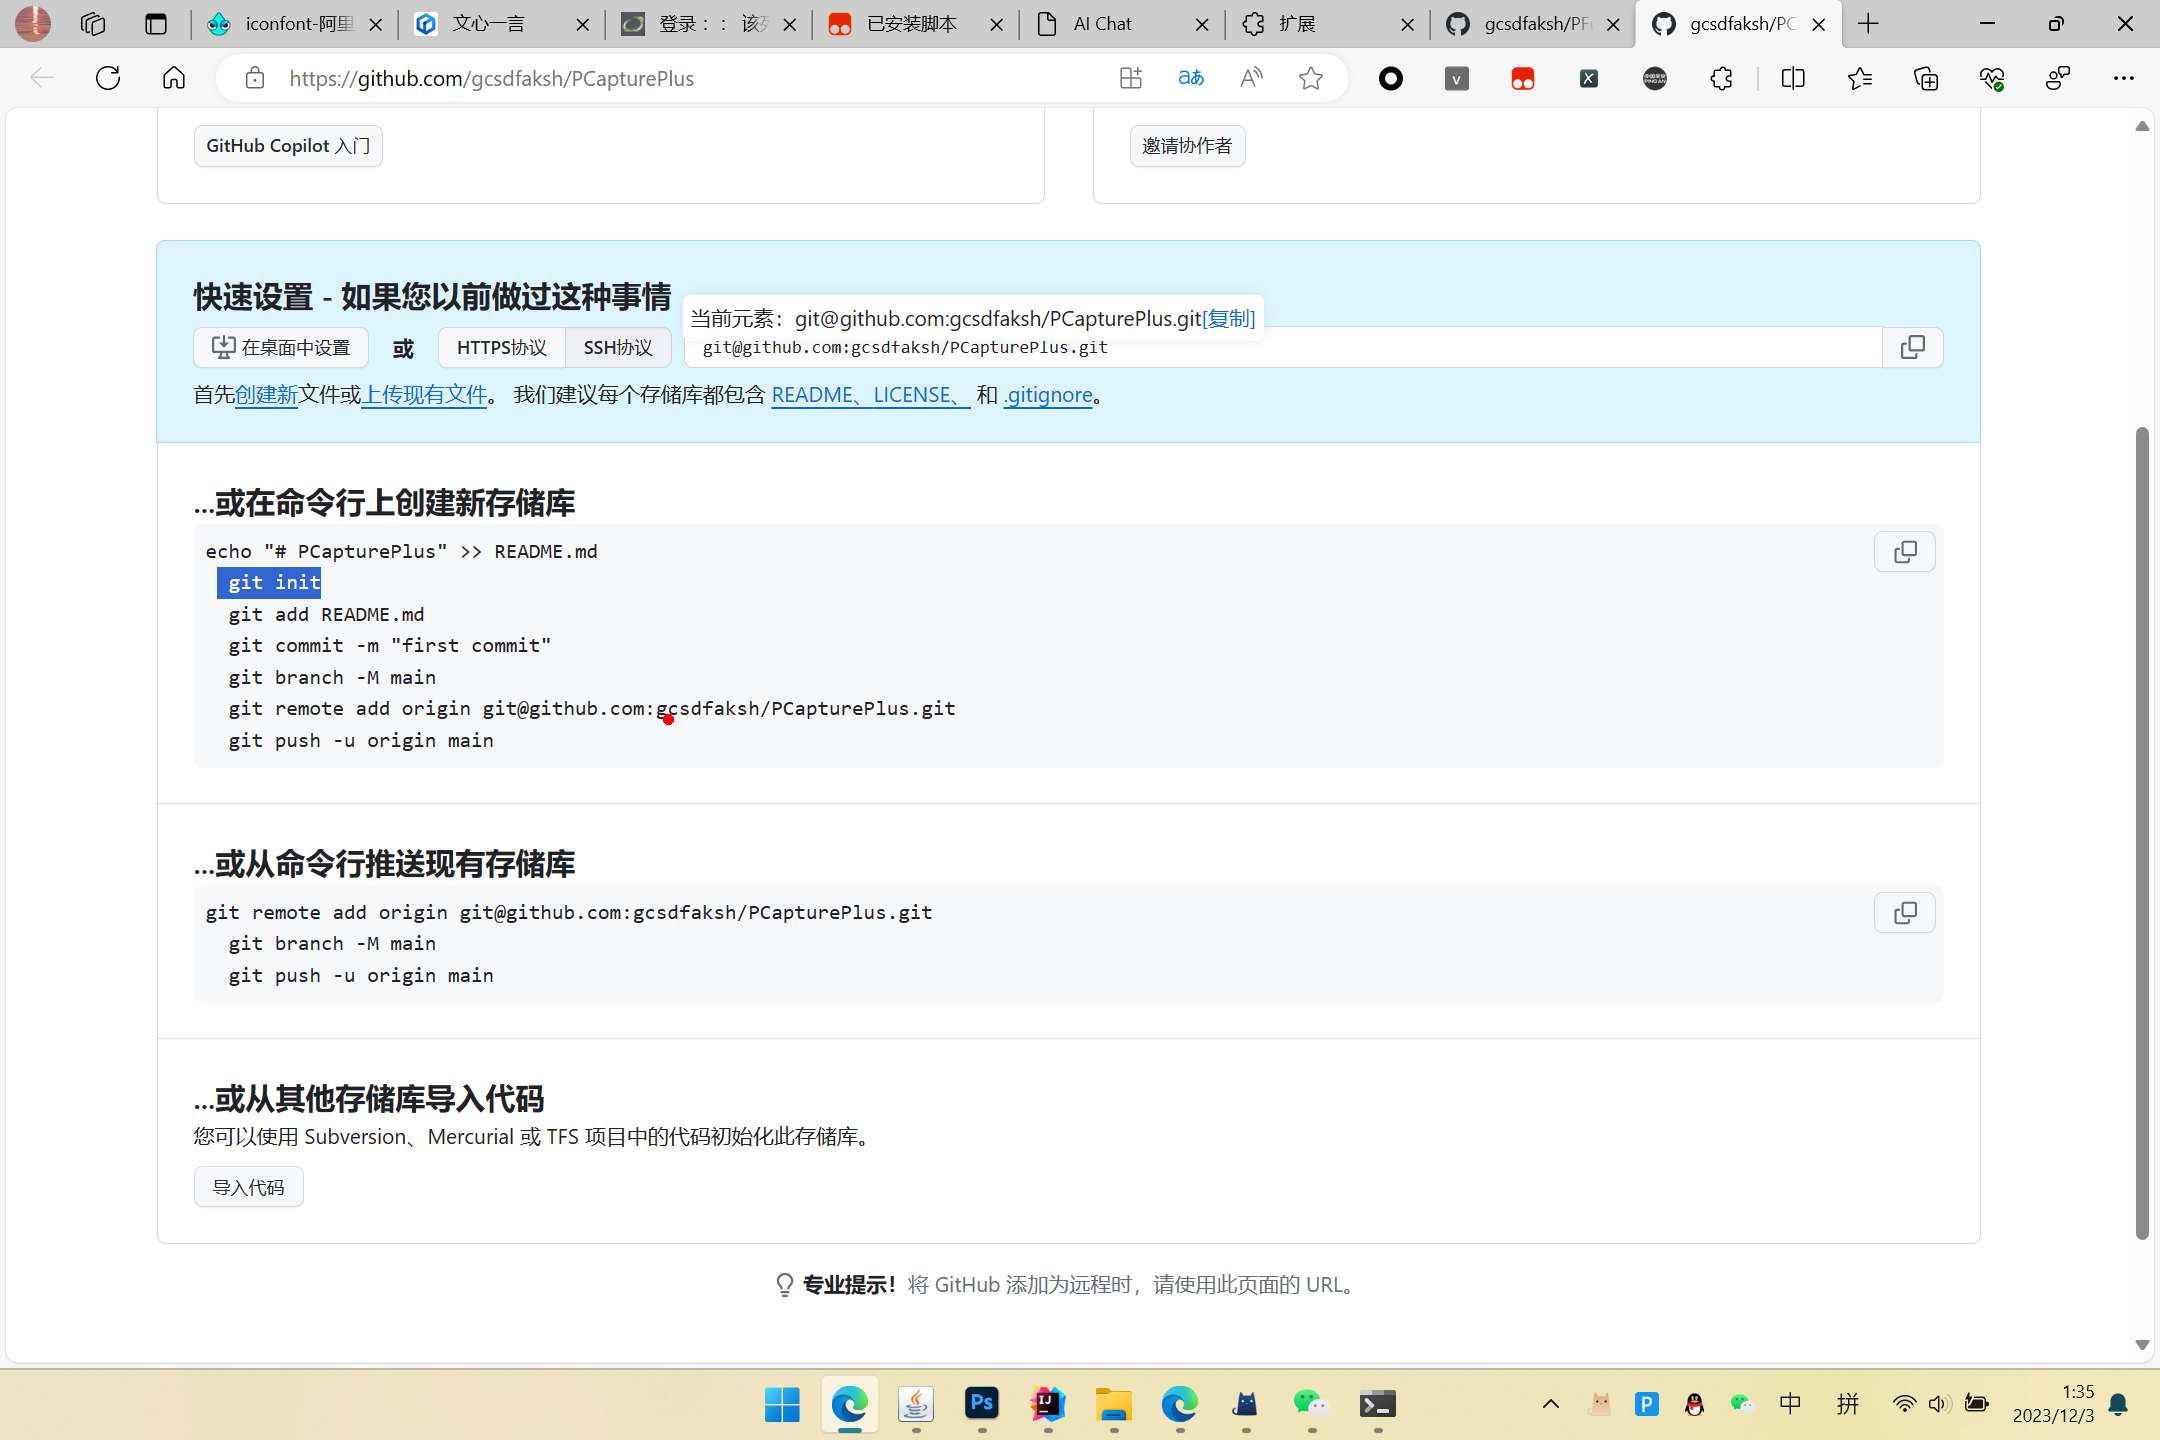 iconfont-阿里
文心一言
登录：：该列
已安装脚本
AI Chat
扩展
gcsdfaksh/PF
gcsdfaksh/PC
https://github.com/gcsdfaksh/PCapturePlus
GitHub Copilot 入门
邀请协作者
快速设置 - 如果您以前做过这种事情
当前元素：git@github.com:gcsdfaksh/PCapturePlus.git[复制]
在桌面中设置
或
HTTPS协议
SSH协议
git@github.com:gcsdfaksh/PCapturePlus.git
首先创建新文件或上传现有文件。 我们建议每个存储库都包含 README、LICENSE、 和 .gitignore。
...或在命令行上创建新存储库
echo "# PCapturePlus" >> README.md
git init
git add README.md
git commit -m "first commit"
git branch -M main
git remote add origin git@github.com:gcsdfaksh/PCapturePlus.git
git push -u origin main
...或从命令行推送现有存储库
git remote add origin git@github.com:gcsdfaksh/PCapturePlus.git
git branch -M main
git push -u origin main
...或从其他存储库导入代码
您可以使用 Subversion、Mercurial 或 TFS 项目中的代码初始化此存储库。
导入代码
专业提示！将 GitHub 添加为远程时，请使用此页面的 URL。
中
拼
1:35
2023/12/3